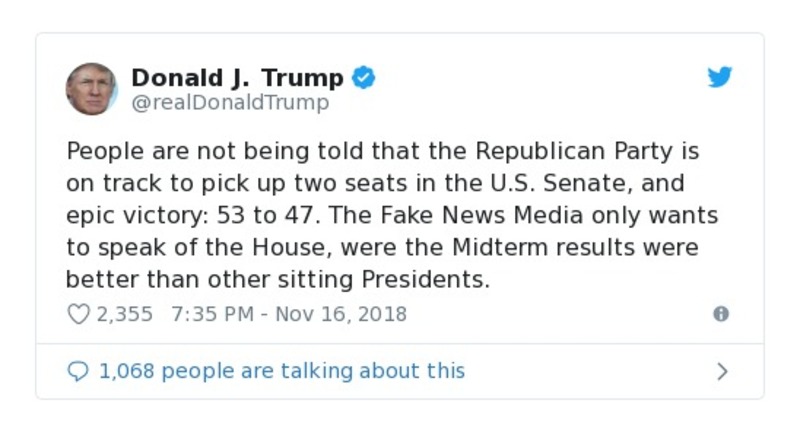 Donald J. Trump
@realDonaldTrump
People are not being told that the Republican Party is
on track to pick up two seats in the U.S. Senate, and
epic victory: 53 to 47. The Fake News Media only wants
to speak of the House, were the Midterm results were
better than other sitting Presidents.
2,355 7:35 PM - Nov 16, 2018
1,068 people are talking about this